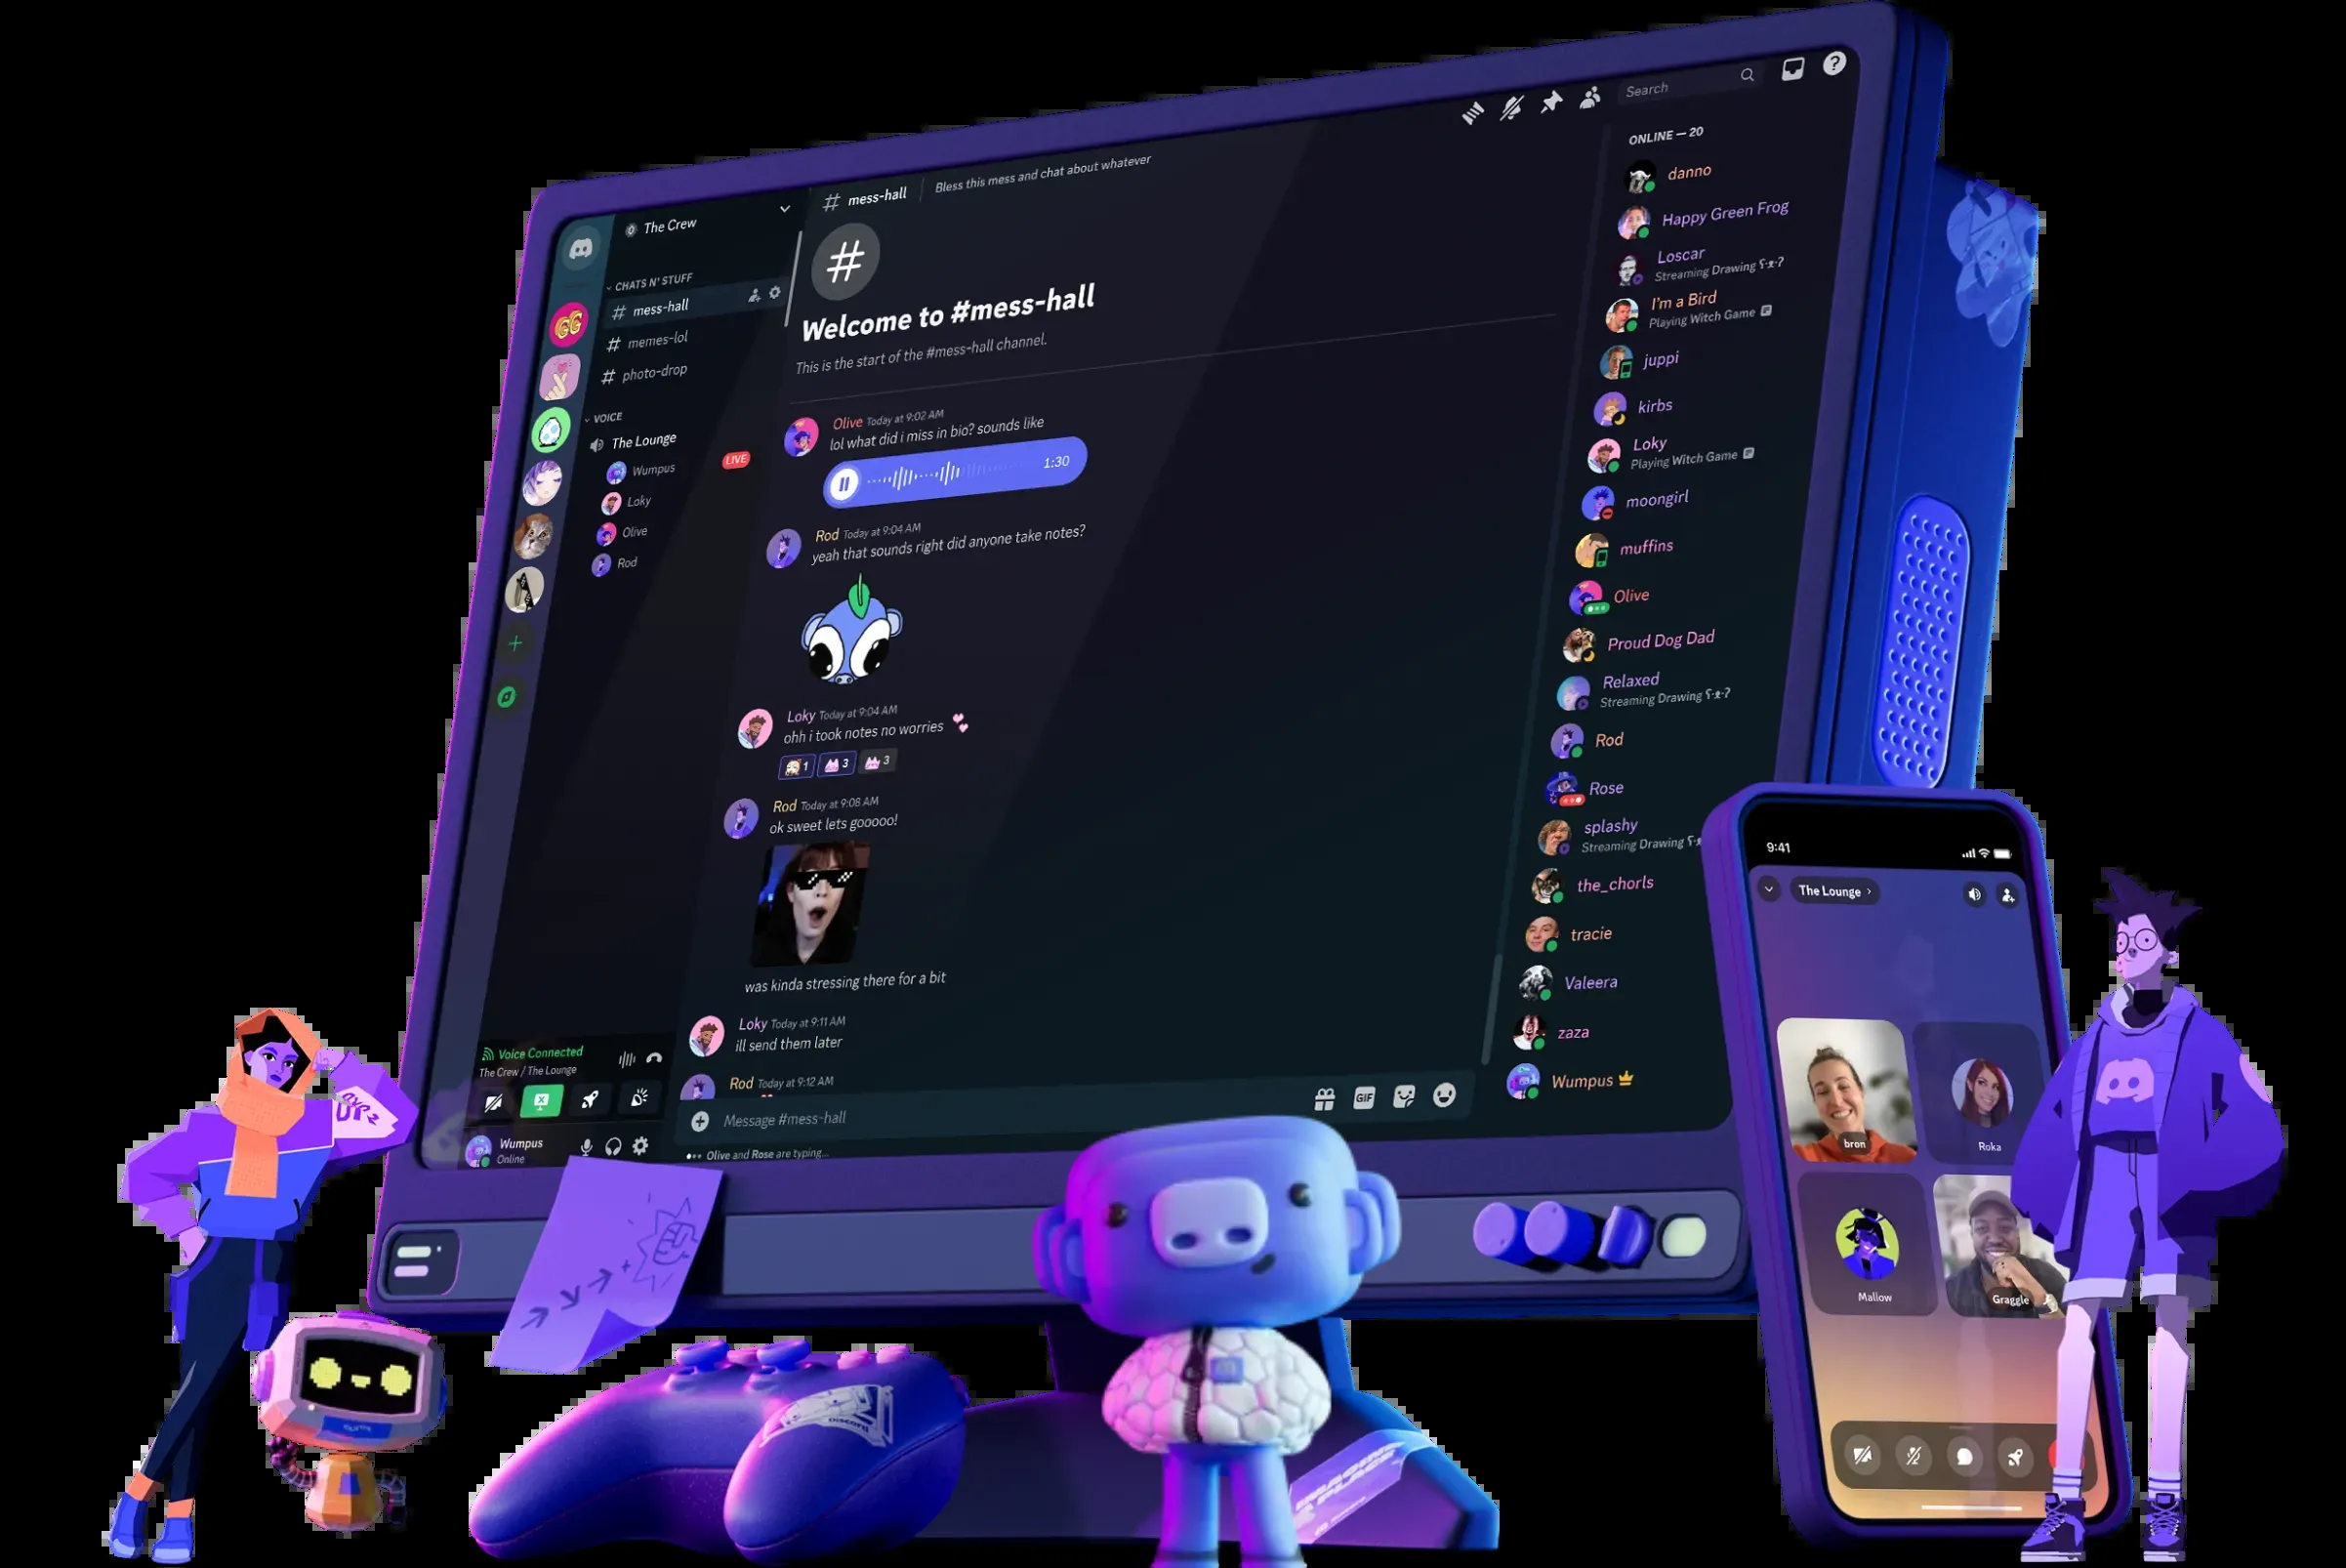 Search
The Crew
# mess-hall
Bless this mess and chat about whatever
CHATS N' STUFF
# mess-hall
# memes-lol
# photo-drop
VOICE
The Lounge
Wumpus
LIVE
Loky
Olive
Rod
#
Welcome to #mess-hall
This is the start of the #mess-hall channel.
Olive Today at 9:02 AM
lol what did i miss in bio? sounds like
1:30
Rod Today at 9:04 AM
yeah that sounds right did anyone take notes?
Loky Today at 9:04 AM
ohh i took notes no worries
1 3 3
Rod Today at 9:08 AM
ok sweet lets gooooo!
was kinda stressing there for a bit
Loky Today at 9:11 AM
ill send them later
Rod Today at 9:12 AM
Message #mess-hall
GIF
Olive and Rose are typing...
Voice Connected
The Crew / The Lounge
Wumpus
Online
ONLINE — 20
danno
Happy Green Frog
Loscar
Streaming Drawing ʕ·ᴥ·ʔ
I'm a Bird
Playing Witch Game
juppi
kirbs
Loky
Playing Witch Game
moongirl
muffins
Olive
Proud Dog Dad
Relaxed
Streaming Drawing ʕ·ᴥ·ʔ
Rod
Rose
splashy
Streaming Drawing
the_chorls
tracie
Valeera
zaza
Wumpus
9:41
The Lounge ›
bron
Roka
Mallow
Graggle
Discord